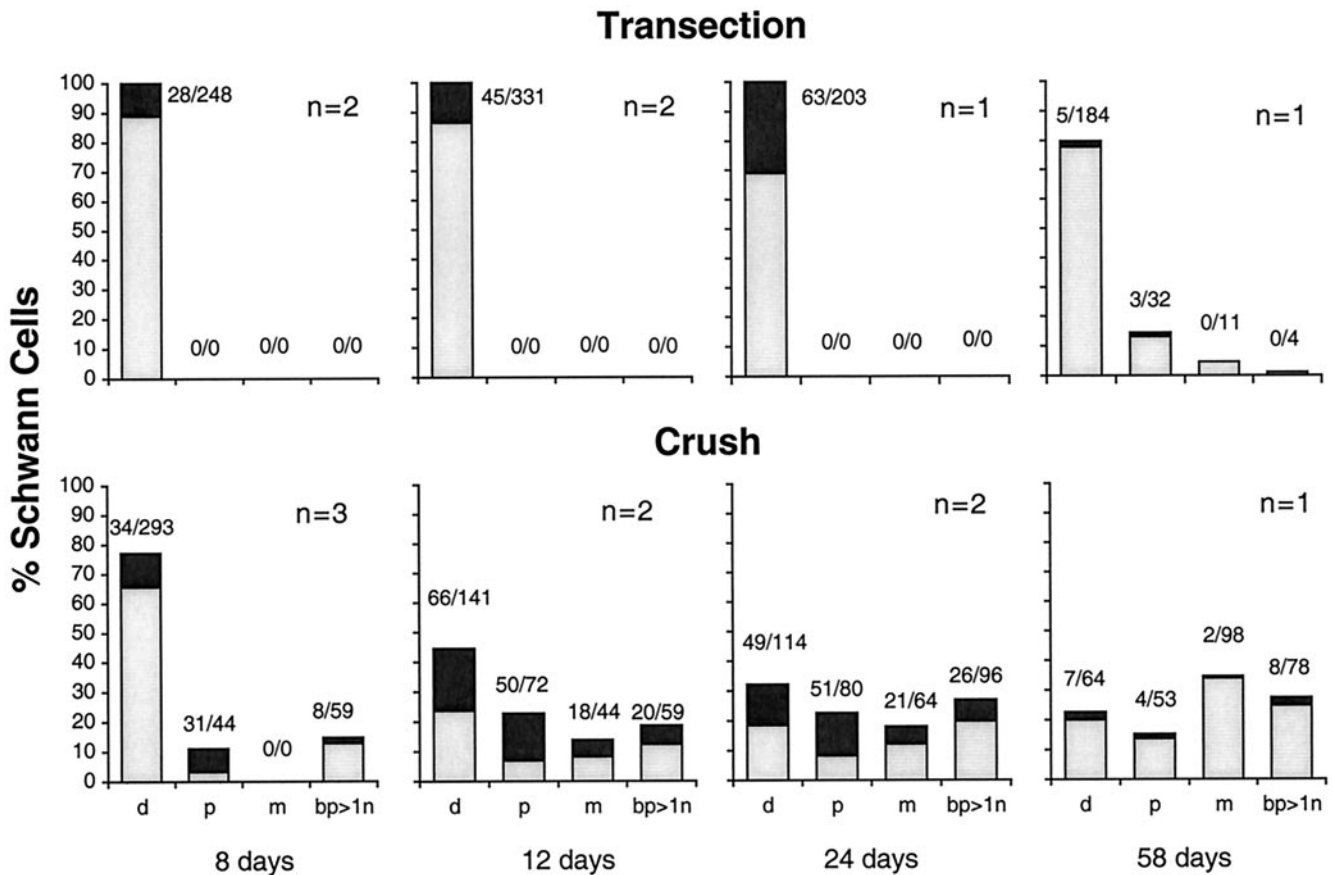 Transection
% Schwann Cells
100
90
80
70
60
50
40
30
20
10
0
28/248
n=2
0/0
0/0
0/0
45/331
n=2
0/0
0/0
0/0
63/203
n=1
0/0
0/0
0/0
5/184
n=1
3/32
0/11
0/4
Crush
100
90
80
70
60
50
40
30
20
10
0
34/293
n=3
31/44
0/0
8/59
66/141
n=2
50/72
18/44
20/59
49/114
n=2
51/80
21/64
26/96
7/64
n=1
4/53
2/98
8/78
d p m bp>1n
d p m bp>1n
d p m bp>1n
d p m bp>1n
8 days
12 days
24 days
58 days